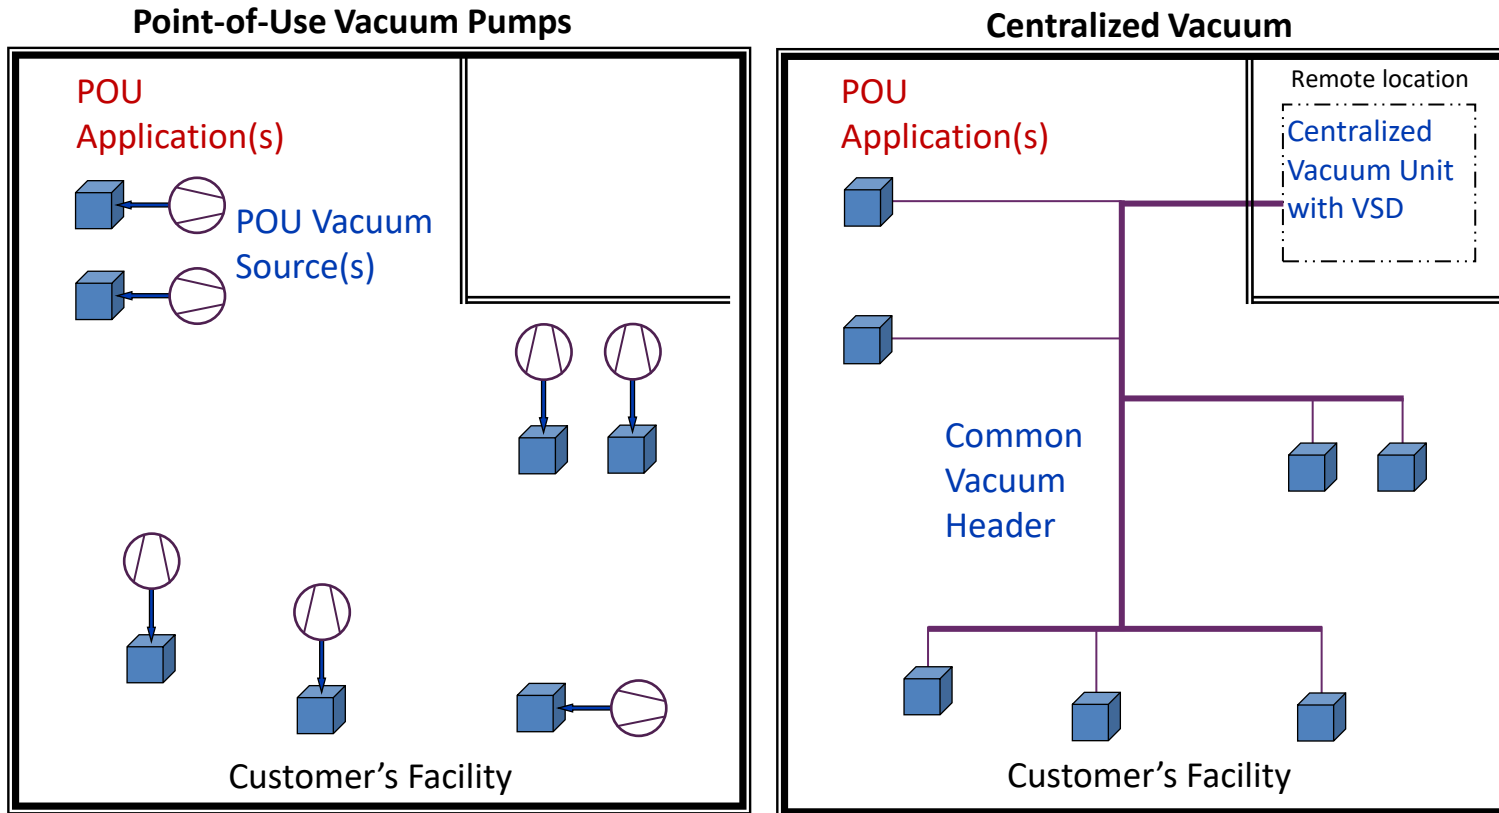 Point-of-Use Vacuum Pumps
POU
Application(s)
POU Vacuum
Source(s)
Customer’s Facility
Centralized Vacuum
POU
Application(s)
Remote location
Centralized
Vacuum Unit
with VSD
Common
Vacuum
Header
Customer’s Facility